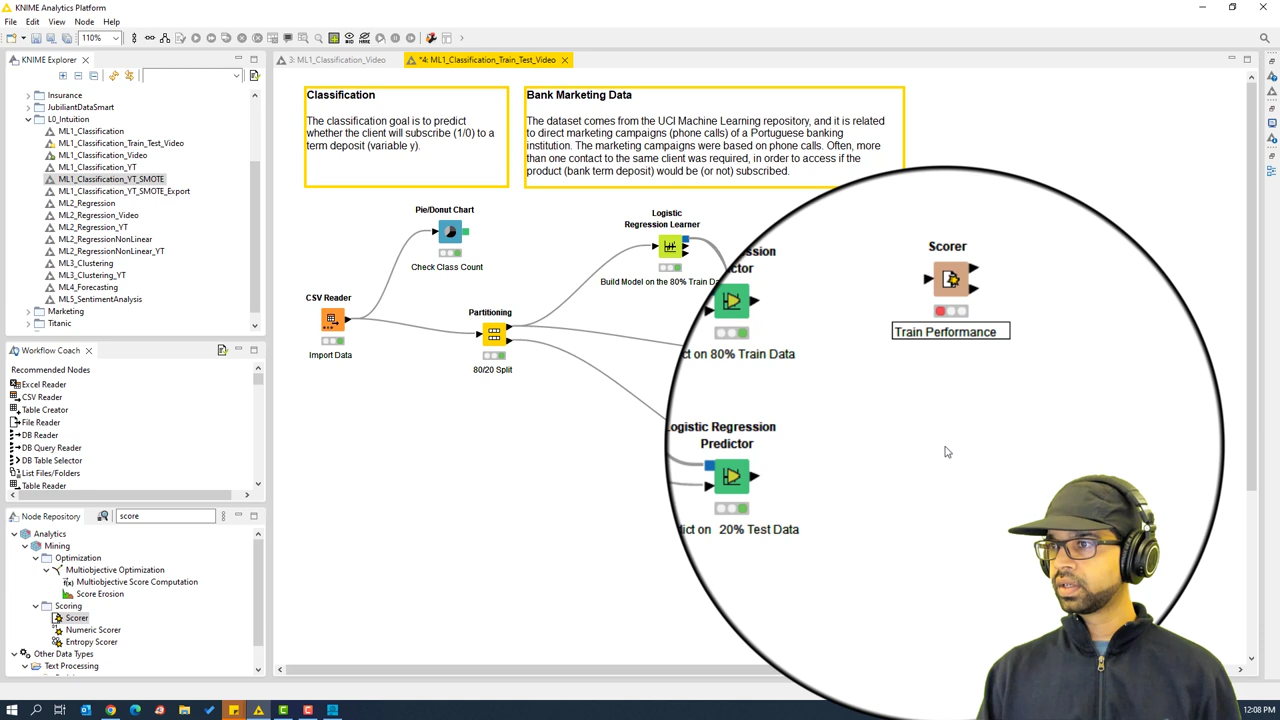 KNIME Analytics Platform
File Edit View Node Help
110%
KNIME Explorer
3: ML1_Classification_Video
*4: ML1_Classification_Train_Test_Video
Insurance
JubiliantDataSmart
L0_Intuition
ML1_Classification
ML1_Classification_Train_Test_Video
ML1_Classification_Video
ML1_Classification_YT
ML1_Classification_YT_SMOTE
ML1_Classification_YT_SMOTE_Export
ML2_Regression
ML2_Regression_Video
ML2_Regression_YT
ML2_RegressionNonLinear
ML2_RegressionNonLinear_YT
ML3_Clustering
ML3_Clustering_YT
ML4_Forecasting
ML5_SentimentAnalysis
Marketing
Titanic
Workflow Coach
Recommended Nodes
Excel Reader
CSV Reader
Table Creator
File Reader
DB Reader
DB Query Reader
DB Table Selector
List Files/Folders
Table Reader
Node Repository
score
Analytics
Mining
Optimization
Multiobjective Optimization
Multiobjective Score Computation
Score Erosion
Scoring
Scorer
Numeric Scorer
Entropy Scorer
Other Data Types
Text Processing
Classification
The classification goal is to predict
whether the client will subscribe (1/0) to a
term deposit (variable y).
Bank Marketing Data
The dataset comes from the UCI Machine Learning repository, and it is
related to direct marketing campaigns (phone calls) of a Portuguese banking
institution. The marketing campaigns were based on phone calls. Often, more
than one contact to the same client was required, in order to access if the
product (bank term deposit) would be (or not) subscribed.
Pie/Donut Chart
Check Class Count
CSV Reader
Import Data
Partitioning
80/20 Split
Logistic
Regression Learner
Build Model on the 80% Train Da
ression
ctor
ct on 80% Train Data
Logistic Regression
Predictor
dict on 20% Test Data
Scorer
Train Performance
12:08 PM